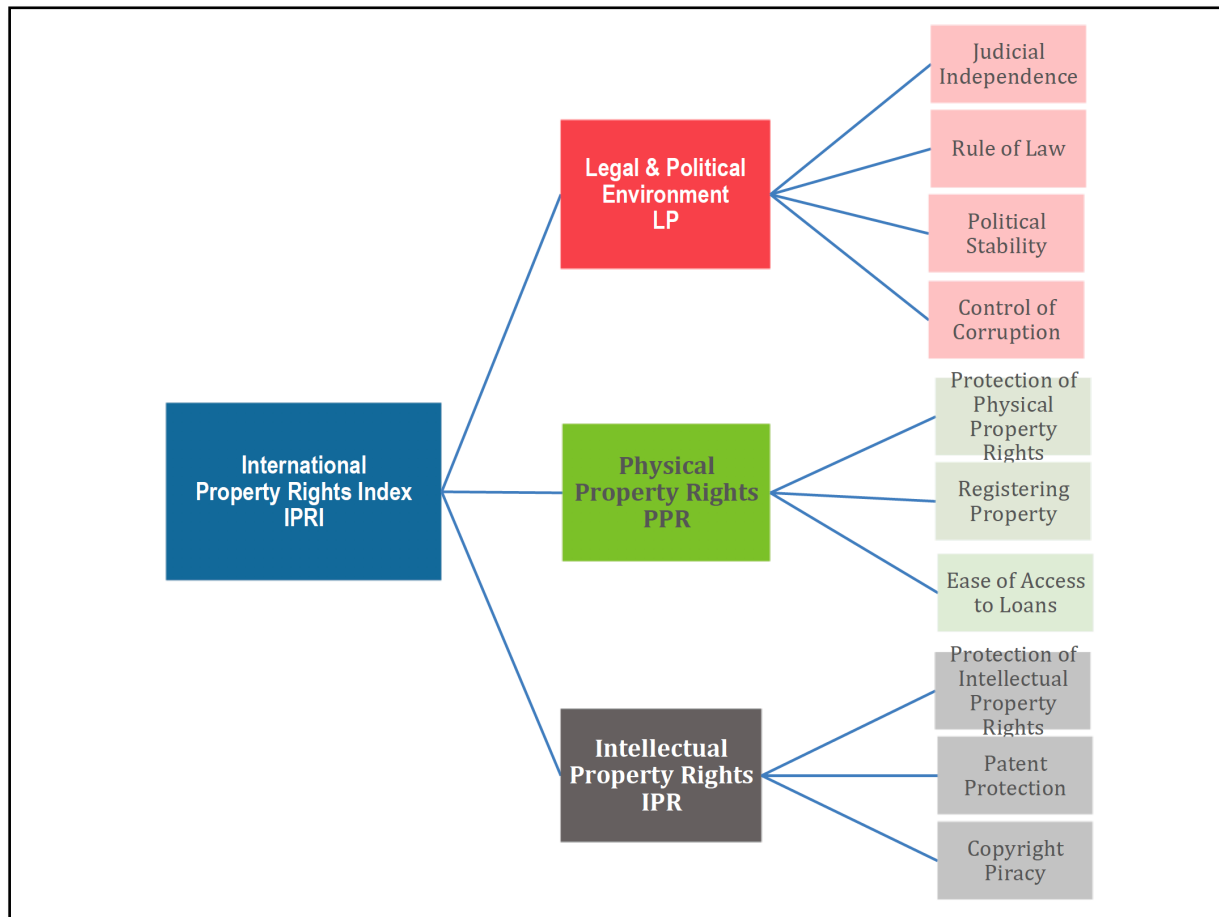 International
Property Rights Index
IPRI
Legal & Political
Environment
LP
Judicial
Independence
Rule of Law
Political
Stability
Control of
Corruption
Physical
Property Rights
PPR
Protection of
Physical
Property
Rights
Registering
Property
Ease of Access
to Loans
Intellectual
Property Rights
IPR
Protection of
Intellectual
Property
Rights
Patent
Protection
Copyright
Piracy